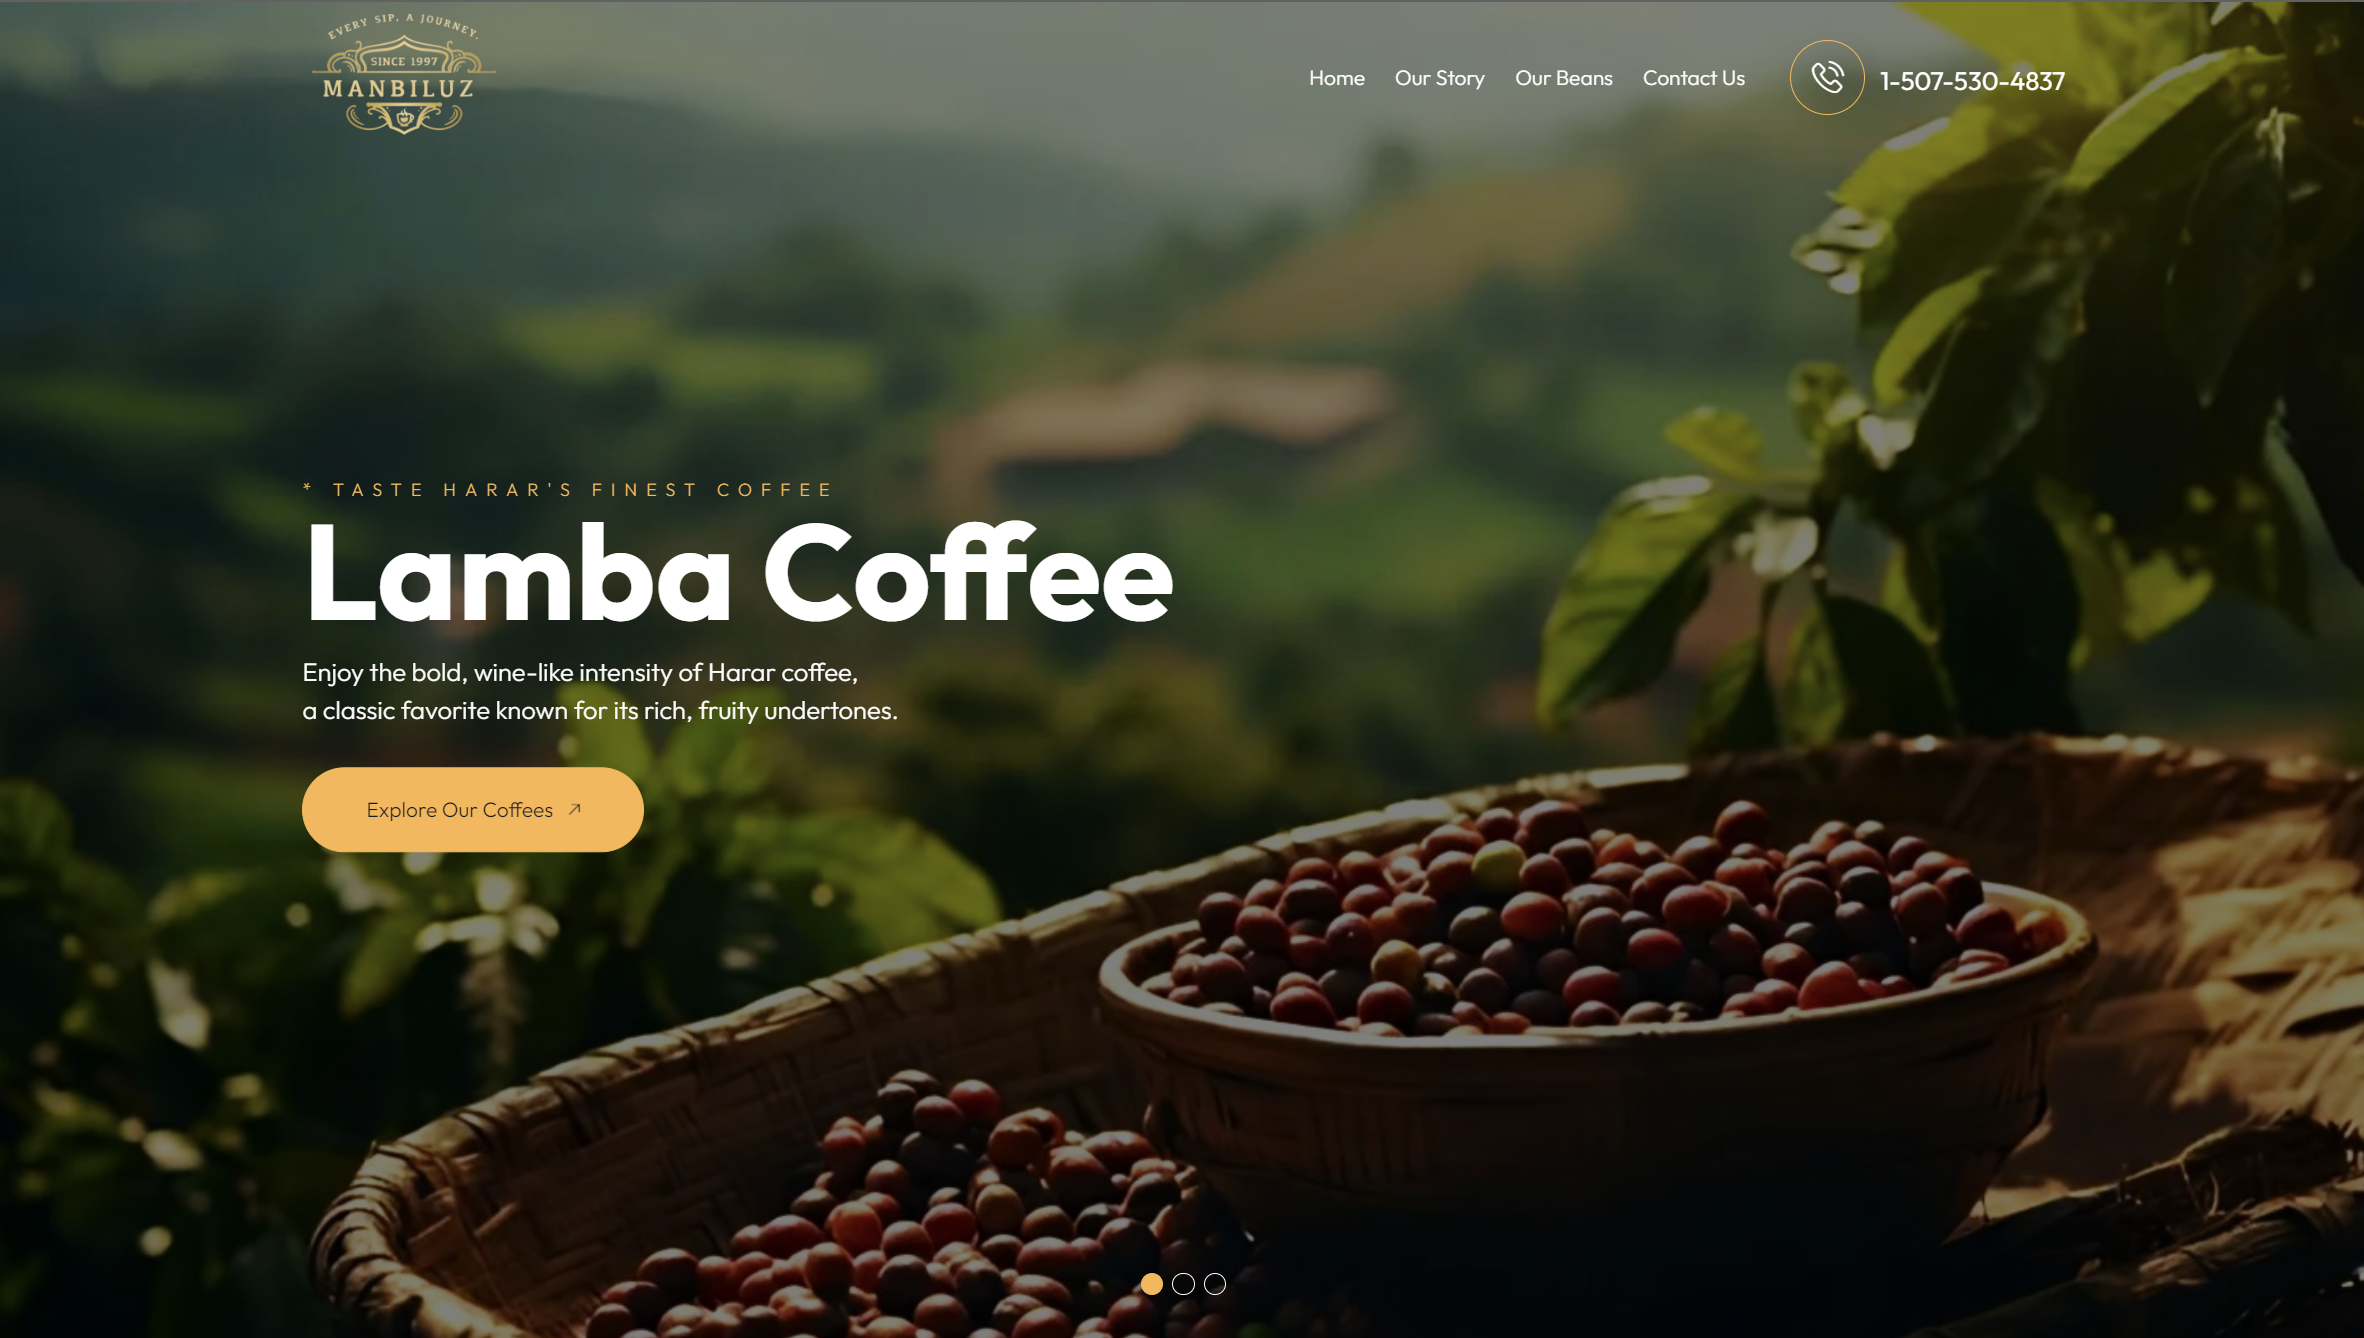 EVERY SIP, A JOURNEY.
SINCE 1997
MANBILUZ
Home Our Story Our Beans Contact Us 1-507-530-4837
* TASTE HARAR'S FINEST COFFEE
Lamba Coffee
Enjoy the bold, wine-like intensity of Harar coffee,
a classic favorite known for its rich, fruity undertones.
Explore Our Coffees